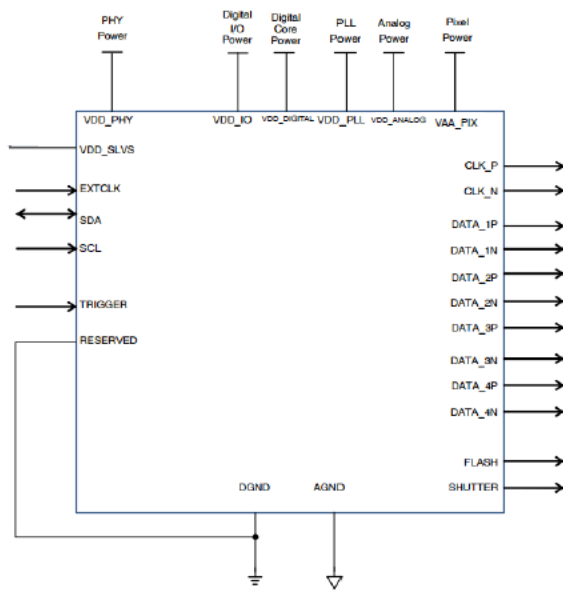 PHY
Power
Digital
I/O
Power
Digital
Core
Power
PLL
Power
Analog
Power
Pixel
Power
VDD_PHY
VDD_IO
VDD_DIGITAL
VDD_PLL
VDD_ANALOG
VAA_PIX
VDD_SLVS
EXTCLK
SDA
SCL
TRIGGER
RESERVED
CLK_P
CLK_N
DATA_1P
DATA_1N
DATA_2P
DATA_2N
DATA_3P
DATA_3N
DATA_4P
DATA_4N
FLASH
SHUTTER
DGND
AGND